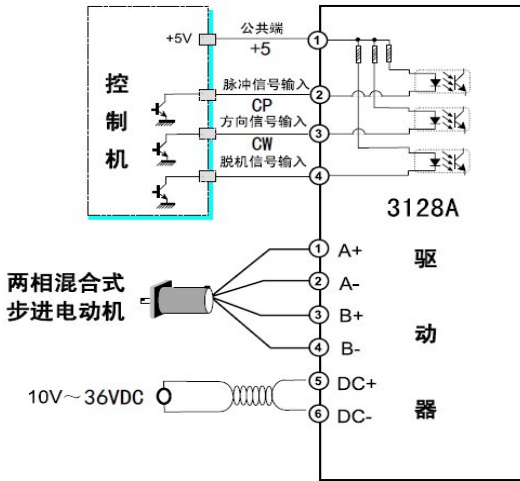 +5V
公共端
+5
1
控
制
机
脉冲信号输入
2
CP
方向信号输入
3
CW
脱机信号输入
4
3128A
驱
动
器
1 A+
2 A-
3 B+
4 B-
两相混合式
步进电动机
10V~36VDC
5 DC+
6 DC-